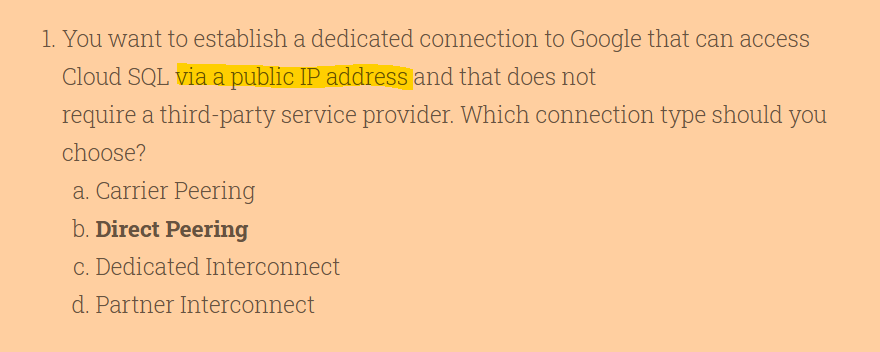 1. You want to establish a dedicated connection to Google that can access
Cloud SQL via a public IP address and that does not
require a third-party service provider. Which connection type should you
choose?
a. Carrier Peering
b. Direct Peering
c. Dedicated Interconnect
d. Partner Interconnect